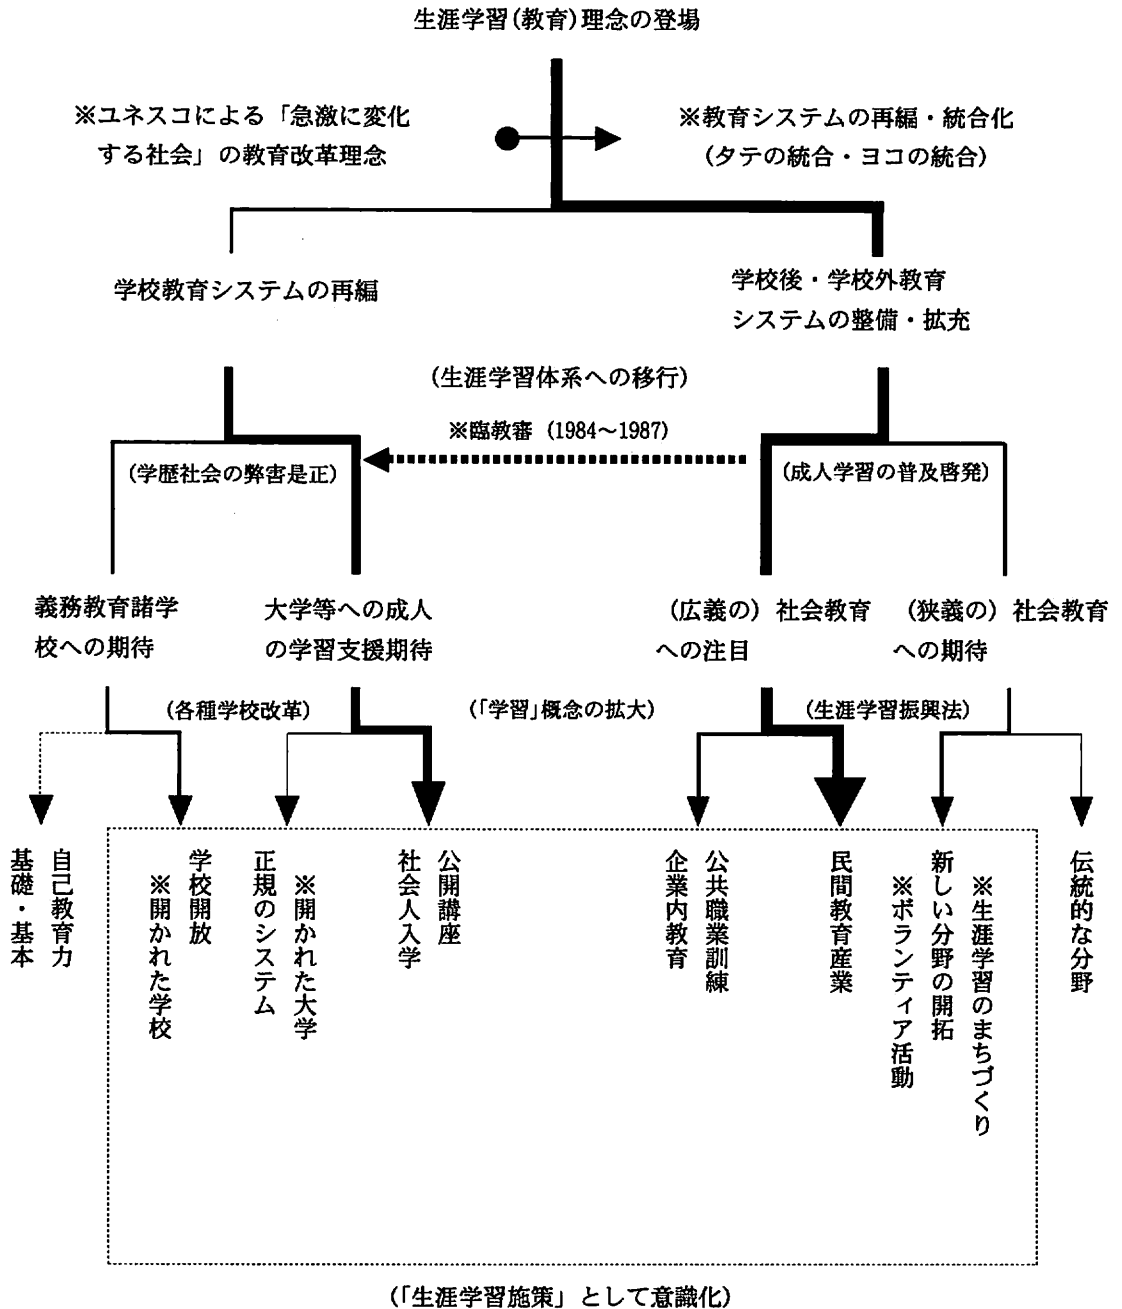 生涯学習(教育)理念の登場
※ユネスコによる「急激に変化
する社会」の教育改革理念
※教育システムの再編・統合化
(タテの統合・ヨコの統合)
学校教育システムの再編
学校後・学校外教育
システムの整備・拡充
(生涯学習体系への移行)
※臨教審 (1984～1987)
(学歴社会の弊害是正)
(成人学習の普及啓発)
義務教育諸学
校への期待
大学等への成人
の学習支援期待
(広義の) 社会教育
への注目
(狭義の) 社会教育
への期待
(各種学校改革)
(「学習」概念の拡大)
(生涯学習振興法)
自己教育力
基礎・基本
学校開放
※開かれた学校
※開かれた大学
正規のシステム
公開講座
社会人入学
公共職業訓練
企業内教育
民間教育産業
※生涯学習のまちづくり
新しい分野の開拓
※ボランティア活動
伝統的な分野
(「生涯学習施策」として意識化)